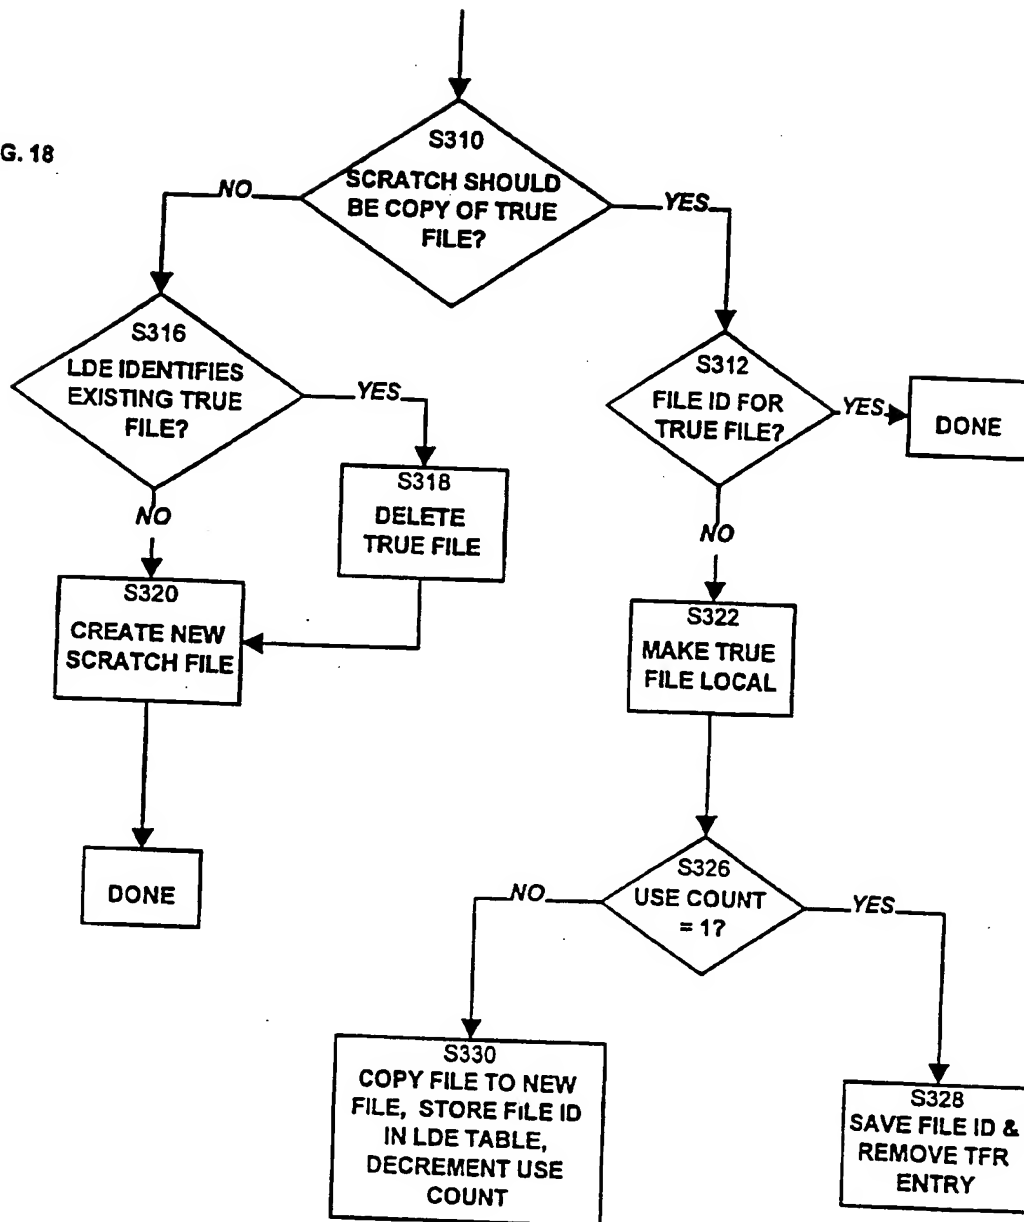 G. 18
S310
SCRATCH SHOULD
BE COPY OF TRUE
FILE?
NO
YES
S316
LDE IDENTIFIES
EXISTING TRUE
FILE?
YES
NO
S312
FILE ID FOR
TRUE FILE?
YES
DONE
NO
S318
DELETE
TRUE FILE
S320
CREATE NEW
SCRATCH FILE
S322
MAKE TRUE
FILE LOCAL
DONE
S326
USE COUNT
= 1?
NO
YES
S330
COPY FILE TO NEW
FILE, STORE FILE ID
IN LDE TABLE,
DECREMENT USE
COUNT
S328
SAVE FILE ID &
REMOVE TFR
ENTRY